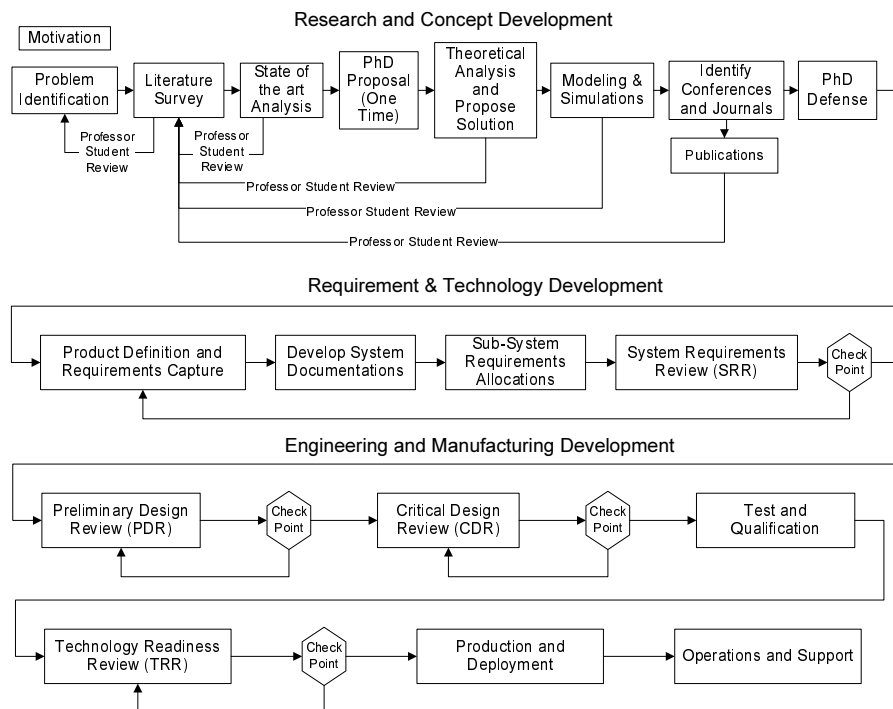 Research and Concept Development
Motivation
Problem
Identification
Literature
Survey
State of
the art
Analysis
PhD
Proposal
(One
Time)
Theoretical
Analysis
and
Propose
Solution
Modeling &
Simulations
Identify
Conferences
and Journals
PhD
Defense
Professor
Student
Review
Professor
Student
Review
Publications
Professor Student Review
Professor Student Review
Professor Student Review
Requirement & Technology Development
Product Definition and
Requirements Capture
Develop System
Documentations
Sub-System
Requirements
Allocations
System Requirements
Review (SRR)
Check
Point
Engineering and Manufacturing Development
Preliminary Design
Review (PDR)
Check
Point
Critical Design
Review (CDR)
Check
Point
Test and
Qualification
Technology Readiness
Review (TRR)
Check
Point
Production and
Deployment
Operations and Support